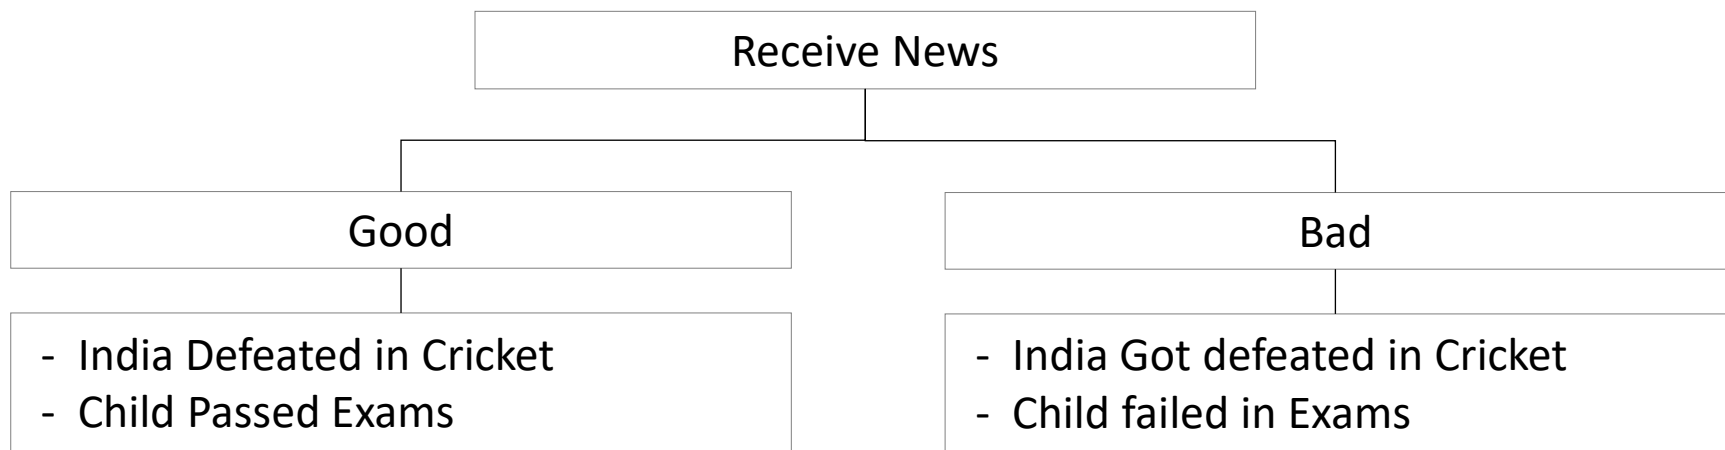 Receive News
Good
- India Defeated in Cricket
- Child Passed Exams
Bad
- India Got defeated in Cricket
- Child failed in Exams